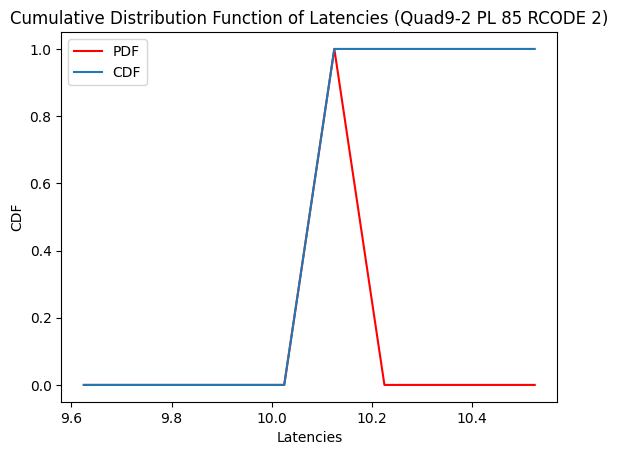 Cumulative Distribution Function of Latencies (Quad9-2 PL 85 RCODE 2)
PDF
CDF
1.0
0.8
0.6
0.4
0.2
0.0
CDF
9.6 9.8 10.0 10.2 10.4
Latencies